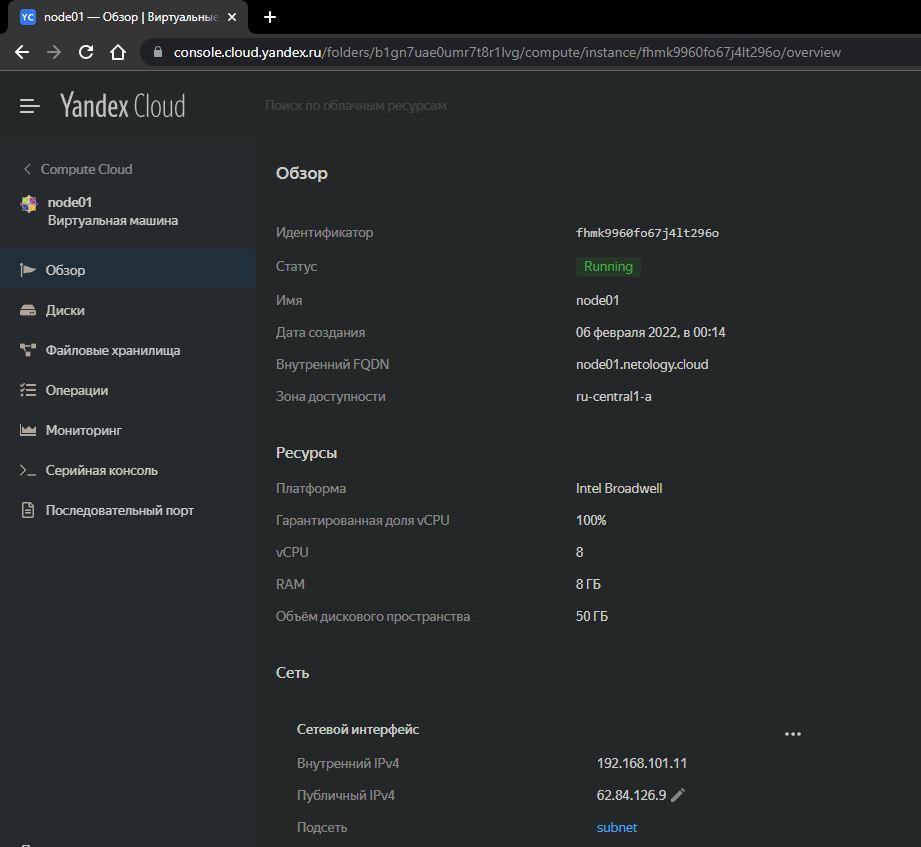 YC node01 — Обзор | Виртуальные
console.cloud.yandex.ru/folders/b1gn7uae0umr7t8r1lvg/compute/instance/fhmk9960fo67j4lt296o/overview
Yandex Cloud
Поиск по облачным ресурсам
Compute Cloud
node01
Виртуальная машина
Обзор
Диски
Файловые хранилища
Операции
Мониторинг
Серийная консоль
Последовательный порт
Обзор
Идентификатор fhmk9960fo67j4lt296o
Статус Running
Имя node01
Дата создания 06 февраля 2022, в 00:14
Внутренний FQDN node01.netology.cloud
Зона доступности ru-central1-a
Ресурсы
Платформа Intel Broadwell
Гарантированная доля vCPU 100%
vCPU 8
RAM 8 ГБ
Объём дискового пространства 50 ГБ
Сеть
Сетевой интерфейс
Внутренний IPv4 192.168.101.11
Публичный IPv4 62.84.126.9
Подсеть subnet